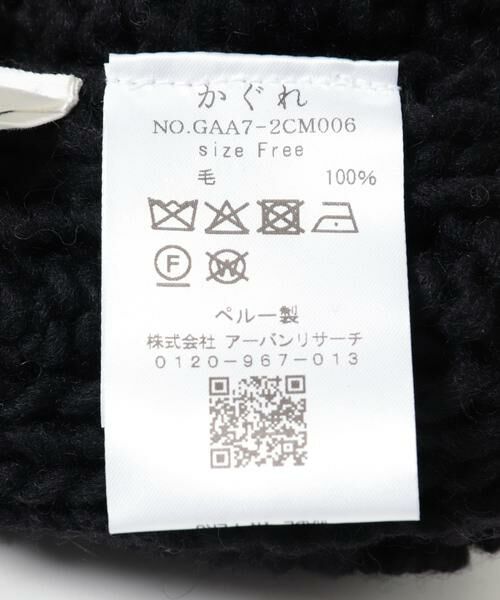 かぐれ
NO.GAA7-2CM006
size Free
毛 100%
F
W
ペルー製
株式会社 アーバンリサーチ
0120-967-013